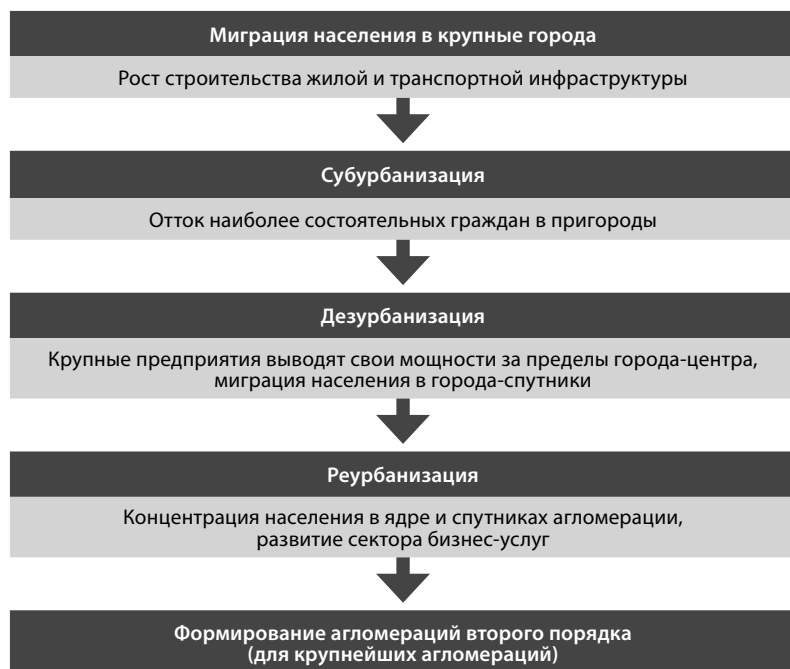 Миграция населения в крупные города
Рост строительства жилой и транспортной инфраструктуры
Субурбанизация
Отток наиболее состоятельных граждан в пригороды
Дезурбанизация
Крупные предприятия выводят свои мощности за пределы города-центра,
миграция населения в города-спутники
Реурбанизация
Концентрация населения в ядре и спутниках агломерации,
развитие сектора бизнес-услуг
Формирование агломераций второго порядка
(для крупнейших агломераций)